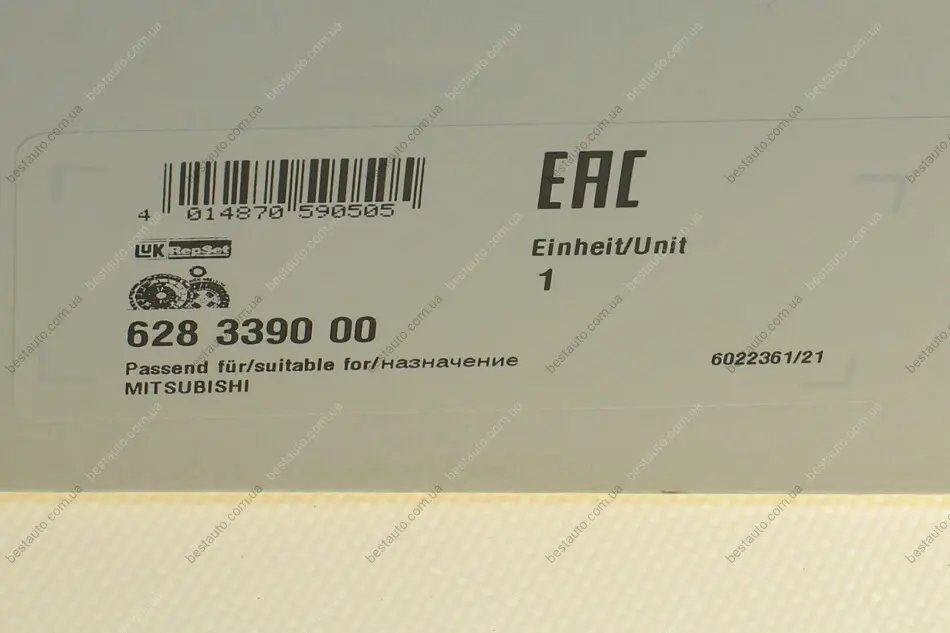 4 014870 590505
EAC
LUK RepSet
Einheit/Unit
1
628 3390 00
Passend für/suitable for/назначение
MITSUBISHI
6022361/21
bestauto.com.ua